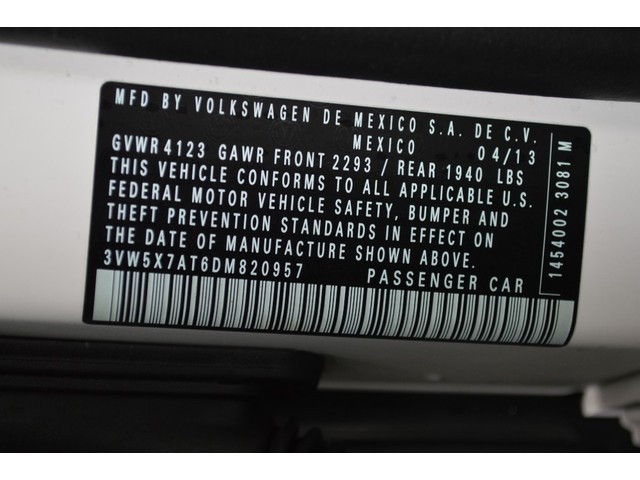 MFD BY VOLKSWAGEN DE MEXICO S.A. DE C.V.
MEXICO 04/13
GVWR 4123 GAWR FRONT 2293 / REAR 1940 LBS
THIS VEHICLE CONFORMS TO ALL APPLICABLE U.S.
FEDERAL MOTOR VEHICLE SAFETY, BUMPER AND
THEFT PREVENTION STANDARDS IN EFFECT ON
THE DATE OF MANUFACTURE SHOWN ABOVE.
3VW5X7AT6DM820957 PASSENGER CAR
1454002 3081 M